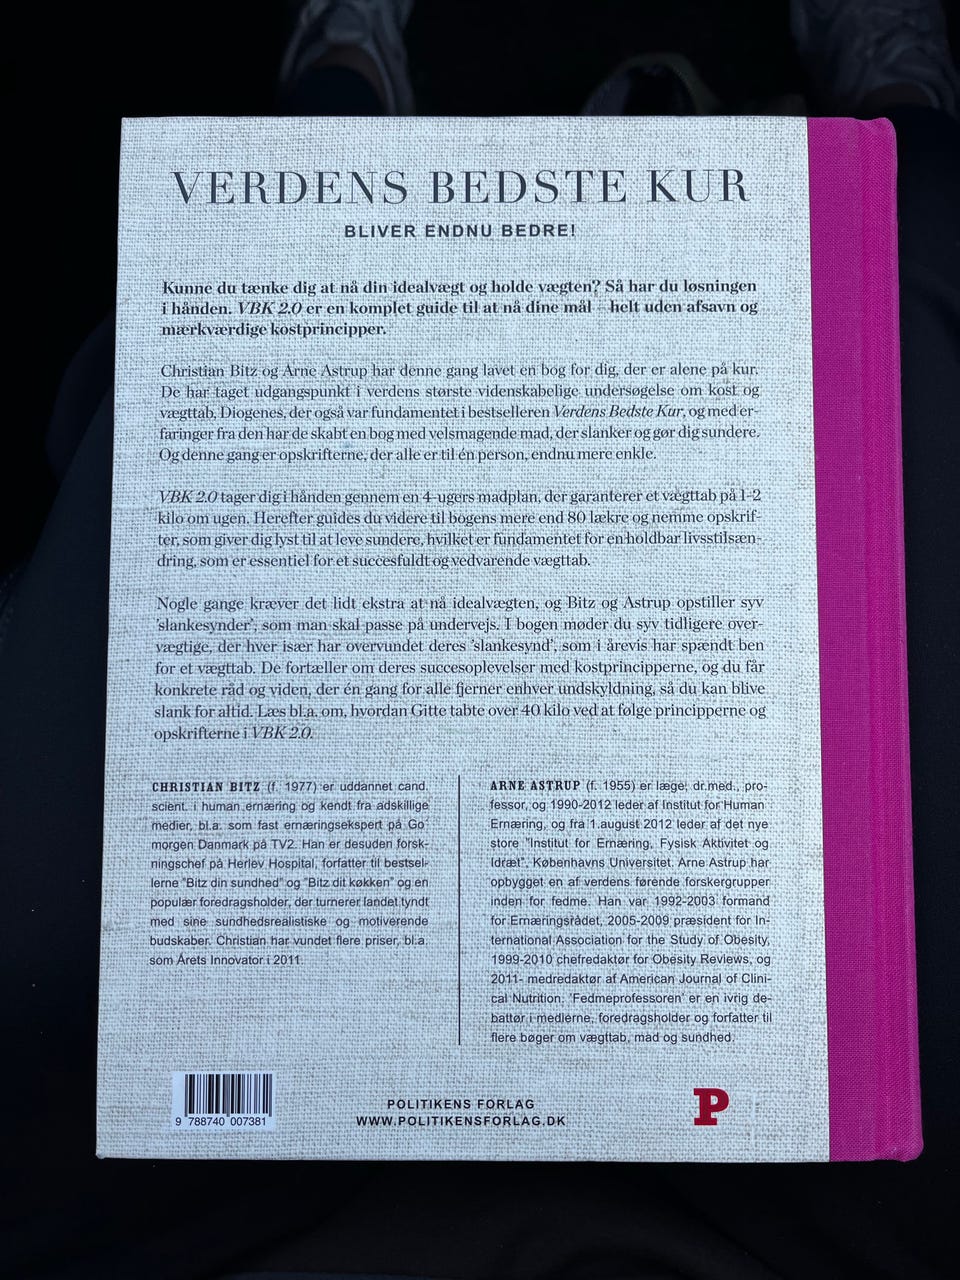 VERDENS BEDSTE KUR
BLIVER ENDNU BEDRE!
Kunne du tænke dig at nå din idealvægt og holde vægten? Så har du løsningen
i hånden. VBK 2.0 er en komplet guide til at nå dine mål – helt uden afsavn og
mærkværdige kostprincipper.
Christian Bitz og Arne Astrup har denne gang lavet en bog for dig, der er alene på kur.
De har taget udgangspunkt i verdens største videnskabelige undersøgelse om kost og
vægttab, Diogenes, der også var fundamentet i bestselleren Verdens Bedste Kur, og med er-
faringer fra den har de skabt en bog med velsmagende mad, der slanker og gør dig sundere.
Og denne gang er opskrifterne, der alle er til én person, endnu mere enkle.
VBK 2.0 tager dig i hånden gennem en 4-ugers madplan, der garanterer et vægttab på 1-2
kilo om ugen. Herefter guides du videre til bogens mere end 80 lækre og nemme opskrif-
ter, som giver dig lyst til at leve sundere, hvilket er fundamentet for en holdbar livsstilsæn-
dring, som er essentiel for et succesfuldt og vedvarende vægttab.
Nogle gange kræver det lidt ekstra at nå idealvægten, og Bitz og Astrup opstiller syv
'slankesynder', som man skal passe på undervejs. I bogen møder du syv tidligere over-
vægtige, der hver især har overvundet deres 'slankesynd', som i årevis har spændt ben
for et vægttab. De fortæller om deres succesoplevelser med kostprincipperne, og du får
konkrete råd og viden, der én gang for alle fjerner enhver undskyldning, så du kan blive
slank for altid. Læs bl.a. om, hvordan Gitte tabte over 40 kilo ved at følge principperne og
opskrifterne i VBK 2.0.
CHRISTIAN BITZ (f. 1977) er uddannet cand.
scient. i human ernæring og kendt fra adskillige
medier, bl.a. som fast ernæringsekspert på Go'
morgen Danmark på TV2. Han er desuden forsk-
ningschef på Herlev Hospital, forfatter til bestsel-
lerne "Bitz din sundhed" og "Bitz dit køkken" og en
populær foredragsholder, der turnerer landet tyndt
med sine sundhedsrealistiske og motiverende
budskaber. Christian har vundet flere priser, bl.a.
som Årets Innovator i 2011.
ARNE ASTRUP (f. 1955) er læge, dr.med., pro-
fessor, og 1990-2012 leder af Institut for Human
Ernæring, og fra 1.august 2012 leder af det nye
store "Institut for Ernæring, Fysisk Aktivitet og
Idræt", Københavns Universitet. Arne Astrup har
opbygget en af verdens førende forskergrupper
inden for fedme. Han var 1992-2003 formand
for Ernæringsrådet, 2005-2009 præsident for In-
ternational Association for the Study of Obesity,
1999-2010 chefredaktør for Obesity Reviews, og
2011- medredaktør af American Journal of Clini-
cal Nutrition. 'Fedmeprofessoren' er en ivrig de-
battør i medierne, foredragsholder og forfatter til
flere bøger om vægttab, mad og sundhed.
9 788740 007381
POLITIKENS FORLAG
WWW.POLITIKENSFORLAG.DK
P